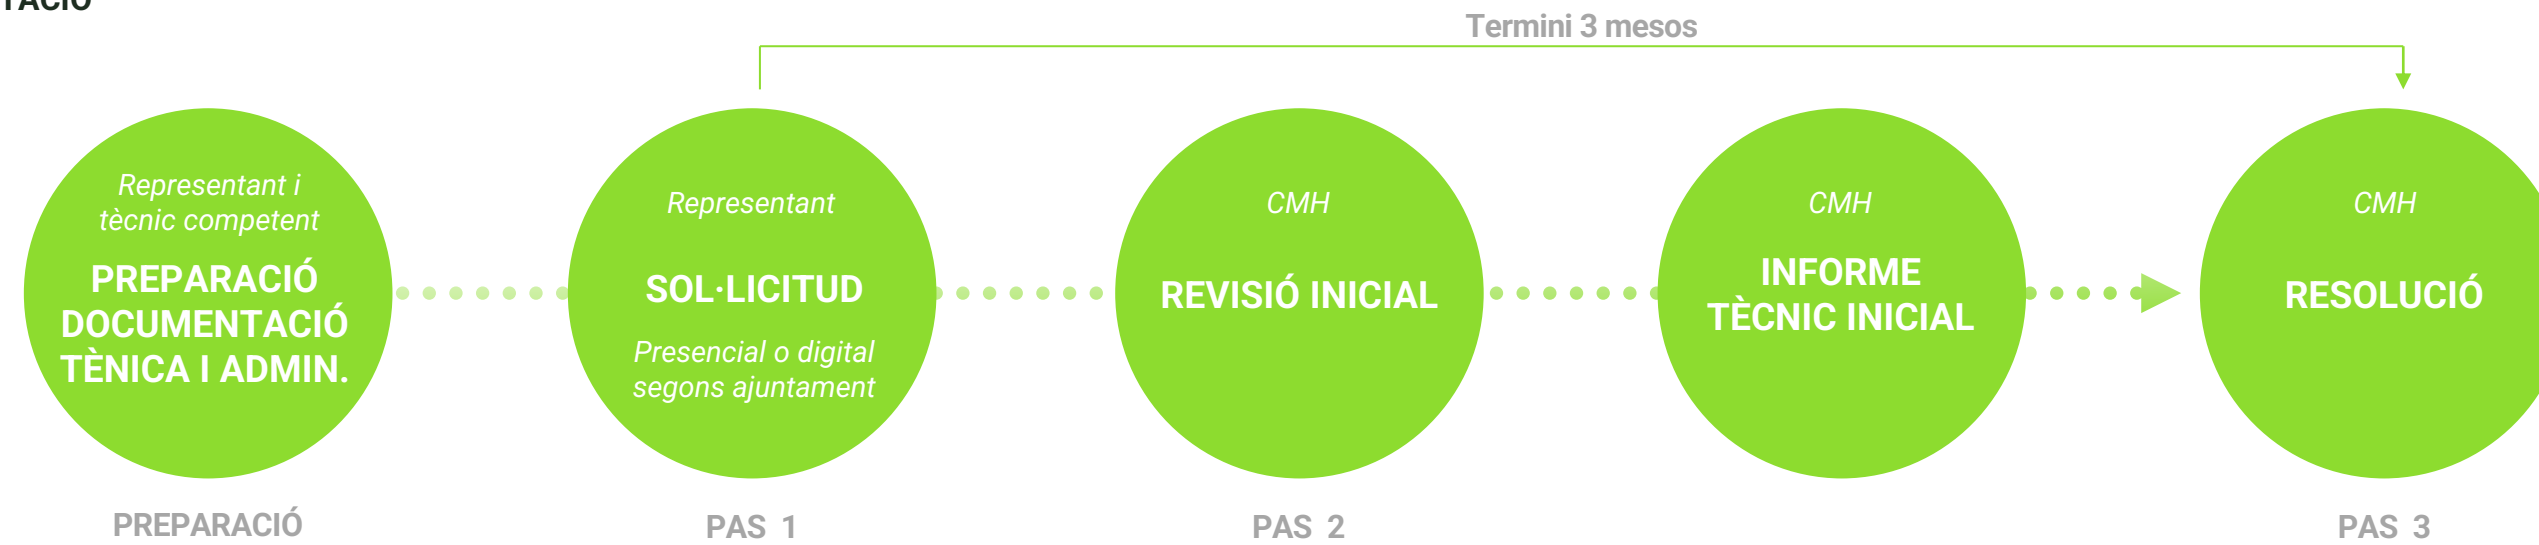 Termini 3 mesos
Representant i
tècnic competent
PREPARACIÓ
DOCUMENTACIÓ
TÈNICA I ADMIN.
PREPARACIÓ
Representant
SOL·LICITUD
Presencial o digital
segons ajuntament
PAS 1
CMH
REVISIÓ INICIAL
PAS 2
CMH
INFORME
TÈCNIC INICIAL
CMH
RESOLUCIÓ
PAS 3